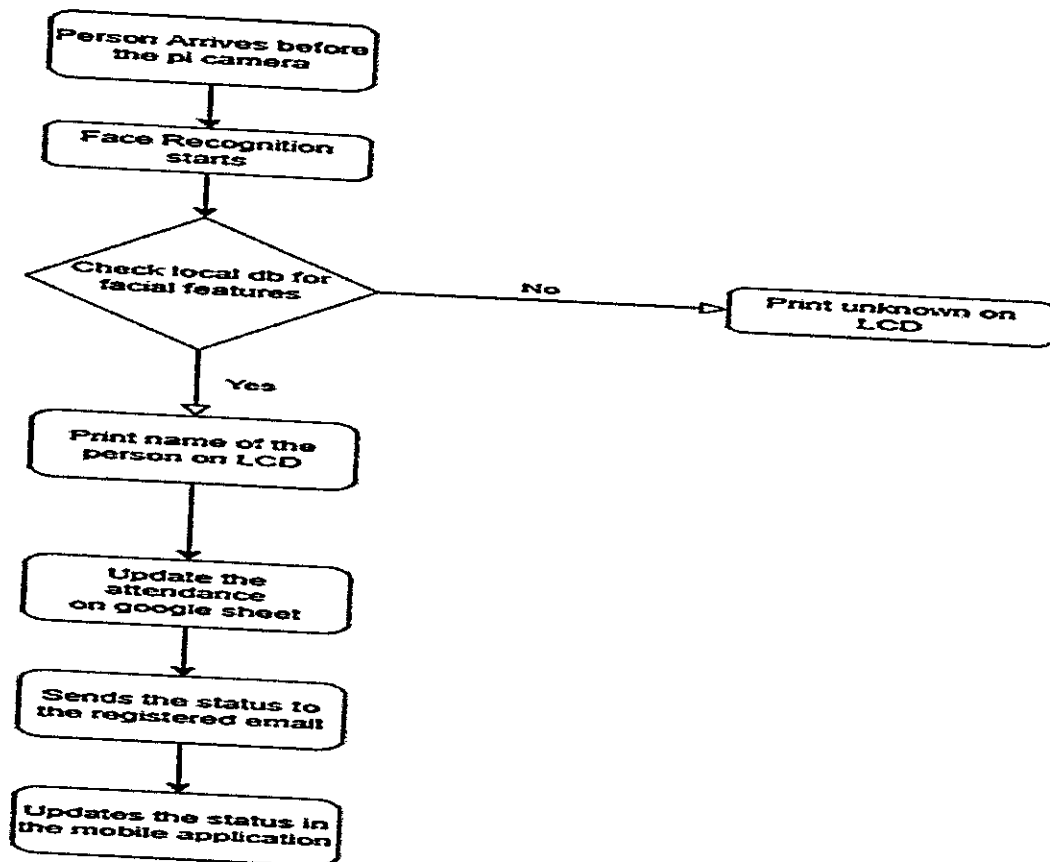 Person Arrives before
the pi camera
Face Recognition
starts
Check local db for
facial features
No
Print unknown on
LCD
Yes
Print name of the
person on LCD
Update the
attendance
on google sheet
Sends the status to
the registered email
Updates the status in
the mobile application